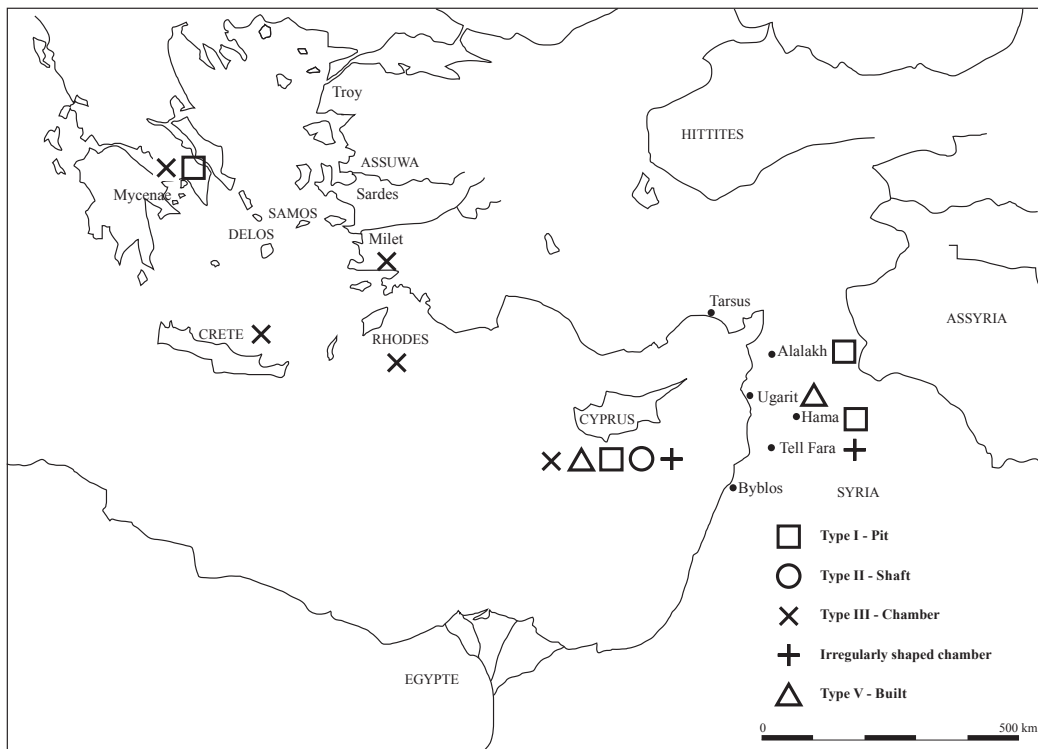 Troy
HITTITES
ASSUWA
Mycenae
Sardes
SAMOS
DELOS
Milet
Tarsus
ASSYRIA
CRETE
RHODES
Alalakh
Ugarit
CYPRUS
Hama
Tell Fara
Byblos
SYRIA
Type I - Pit
Type II - Shaft
Type III - Chamber
Irregularly shaped chamber
EGYPTE
Type V - Built
0 500 km